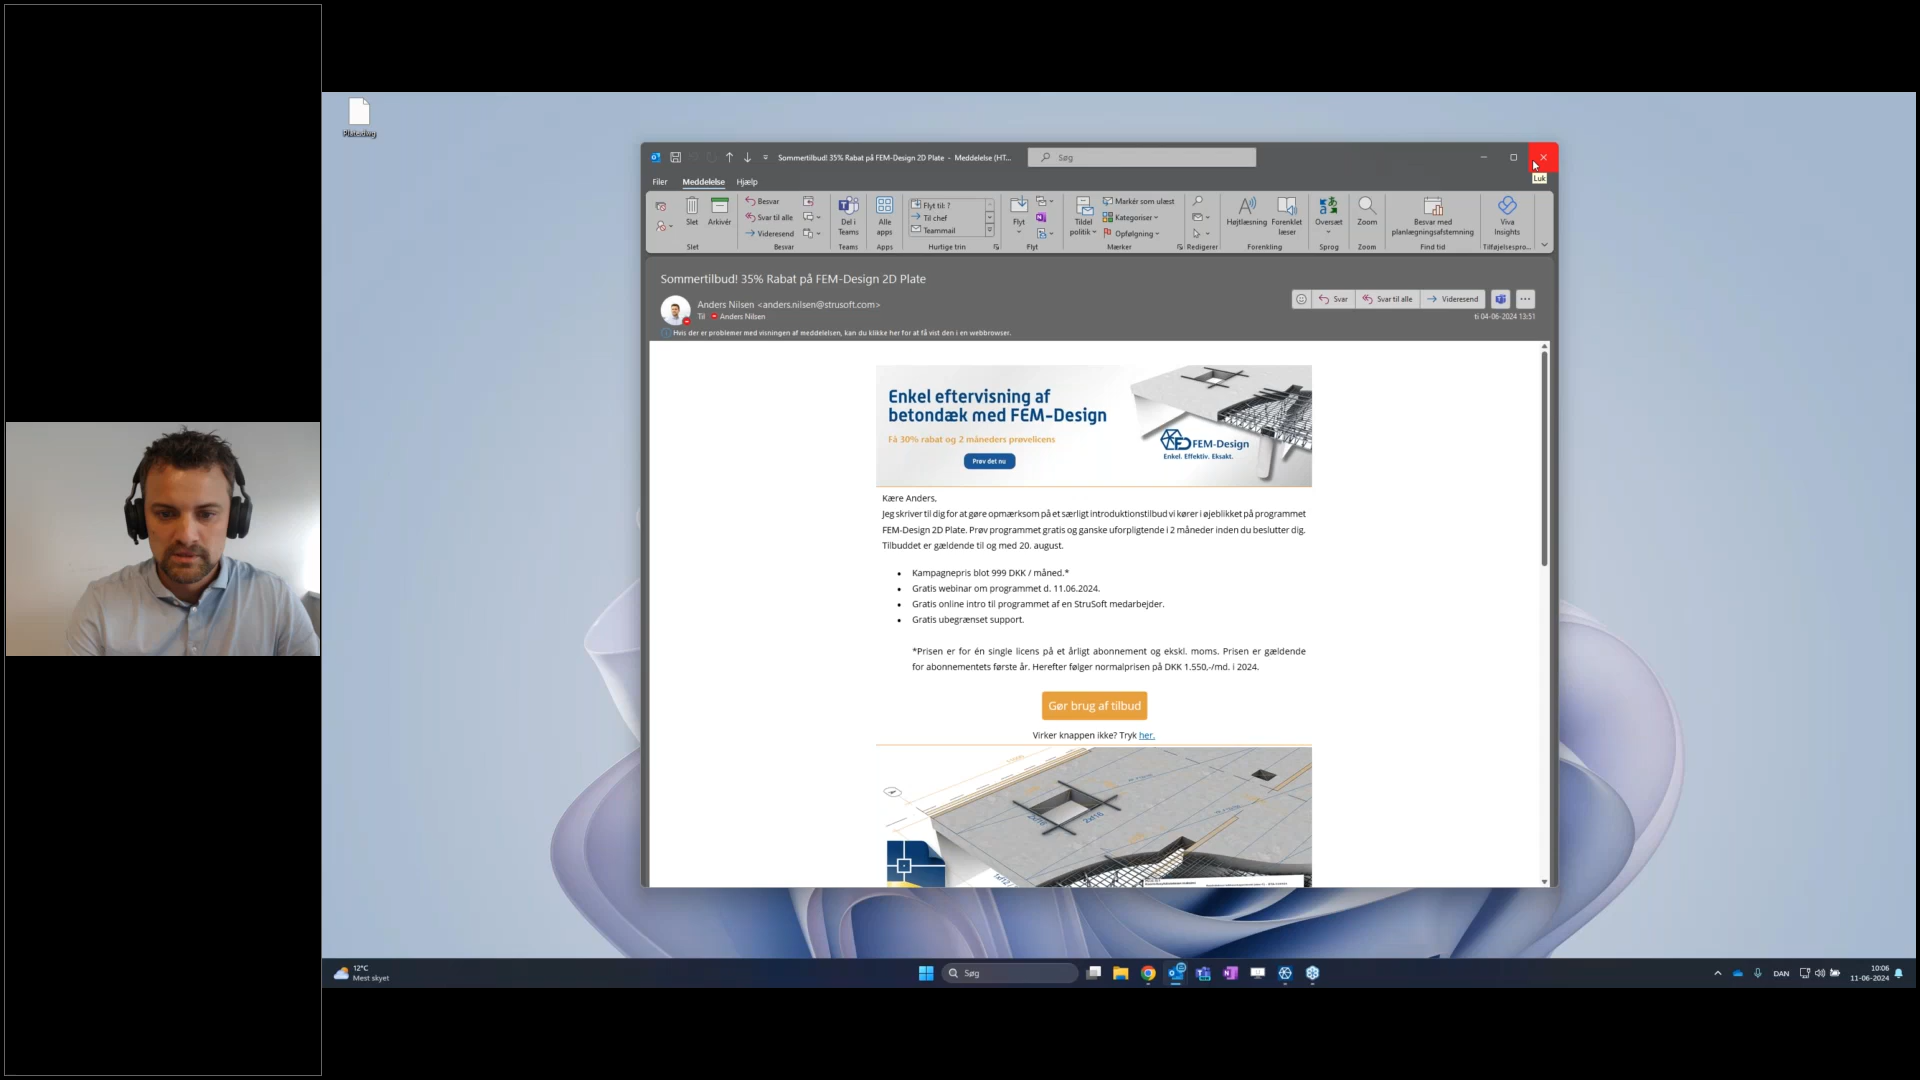 Plate.dwg
Sommertilbud! 35% Rabat på FEM-Design 2D Plate - Meddelelse (HT...
Søg
Luk
Filer Meddelelse Hjælp
Slet
Arkivér
Slet
Besvar
Svar til alle
Videresend
Besvar
Del i
Teams
Teams
Alle
apps
Apps
Flyt til: ?
Til chef
Teammail
Hurtige trin
Flyt
Flyt
Tildel
politik
Markér som ulæst
Kategoriser
Opfølgning
Mærker
Redigerer
Højtlæsning
Forenklet
læser
Forenkling
Oversæt
Sprog
Zoom
Zoom
Besvar med
planlægningsafstemning
Find tid
Viva
Insights
Tilføjelsespro...
Sommertilbud! 35% Rabat på FEM-Design 2D Plate
Anders Nilsen <anders.nilsen@strusoft.com>
Til Anders Nilsen
Svar
Svar til alle
Videresend
ti 04-06-2024 13:51
Hvis der er problemer med visningen af meddelelsen, kan du klikke her for at få vist den i en webbrowser.
Enkel eftervisning af
betondæk med FEM-Design
Få 30% rabat og 2 måneders prøvelicens
Prøv det nu
FEM-Design
Enkel. Effektiv. Eksakt.
Kære Anders,
Jeg skriver til dig for at gøre opmærksom på et særligt introduktionstilbud vi kører i øjeblikket på programmet
FEM-Design 2D Plate. Prøv programmet gratis og ganske uforpligtende i 2 måneder inden du beslutter dig.
Tilbuddet er gældende til og med 20. august.
• Kampagnepris blot 999 DKK / måned.*
• Gratis webinar om programmet d. 11.06.2024.
• Gratis online intro til programmet af en StruSoft medarbejder.
• Gratis ubegrænset support.
*Prisen er for én single licens på et årligt abonnement og ekskl. moms. Prisen er gældende
for abonnementets første år. Herefter følger normalprisen på DKK 1.550,-/md. i 2024.
Gør brug af tilbud
Virker knappen ikke? Tryk her.
12°C
Mest skyet
Søg
DAN
10:06
11-06-2024